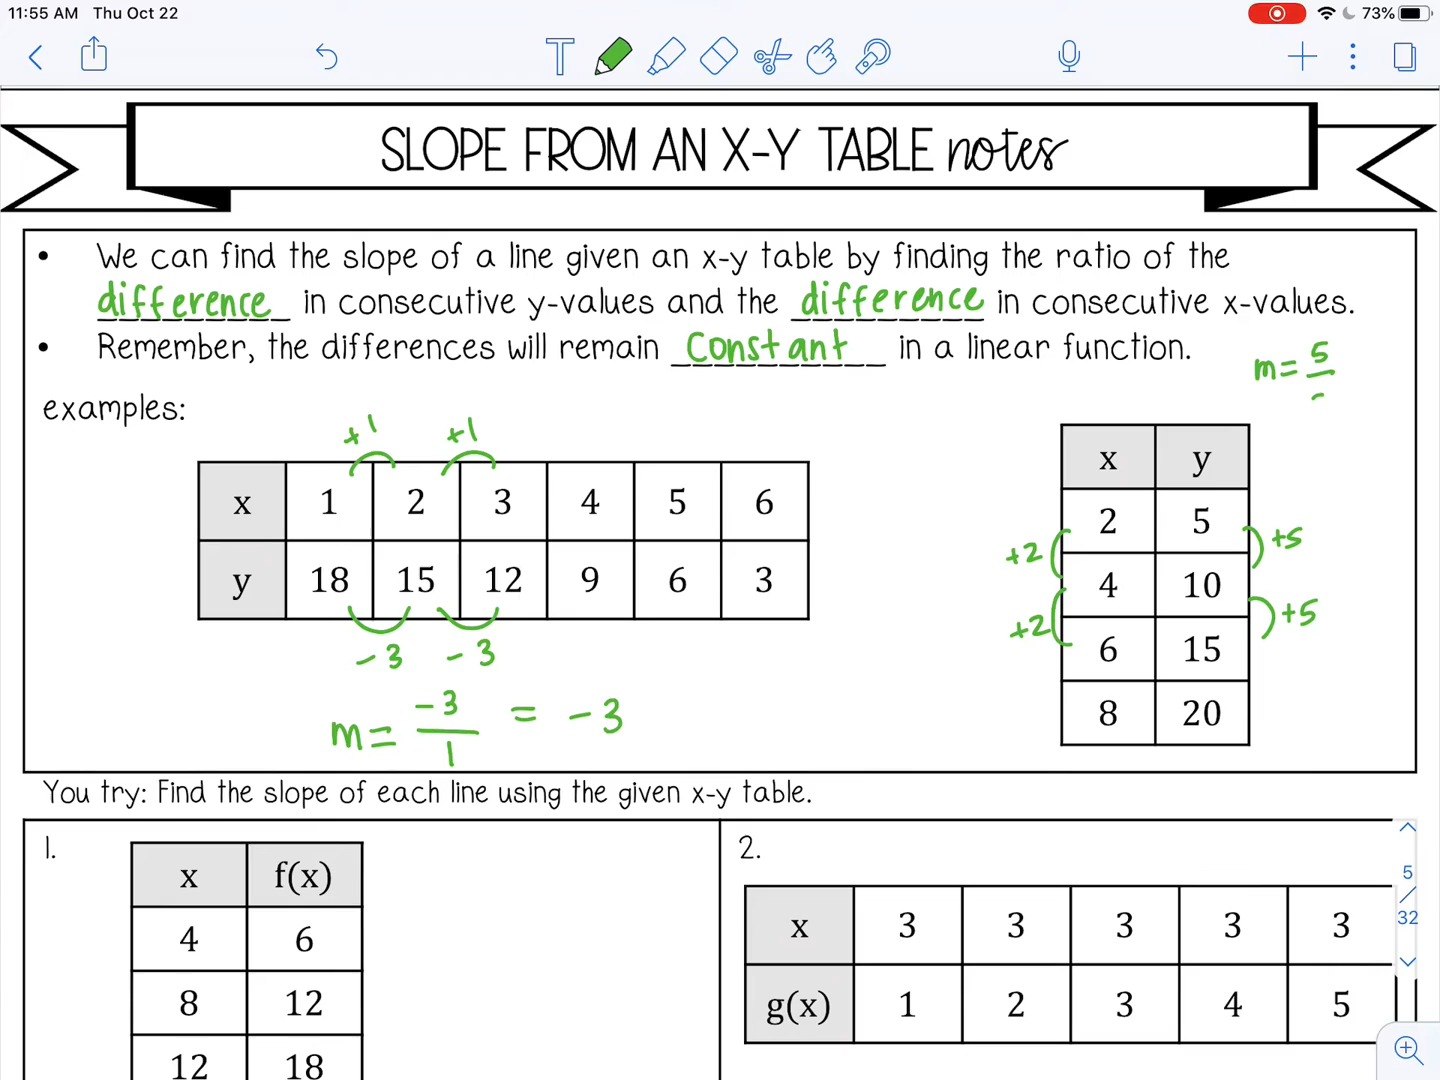 11:55 AM Thu Oct 22
73%
SLOPE FROM AN X-Y TABLE notes
• We can find the slope of a line given an x-y table by finding the ratio of the
difference in consecutive y-values and the difference in consecutive x-values.
• Remember, the differences will remain constant in a linear function.
m= 5
examples:
+1 +1
x 1 2 3 4 5 6
y 18 15 12 9 6 3
-3 -3
m= -3/1 = -3
x y
2 5
+2 +5
4 10
+2 +5
6 15
8 20
You try: Find the slope of each line using the given x-y table.
1.
x f(x)
4 6
8 12
12 18
2.
x 3 3 3 3 3
g(x) 1 2 3 4 5
5/32